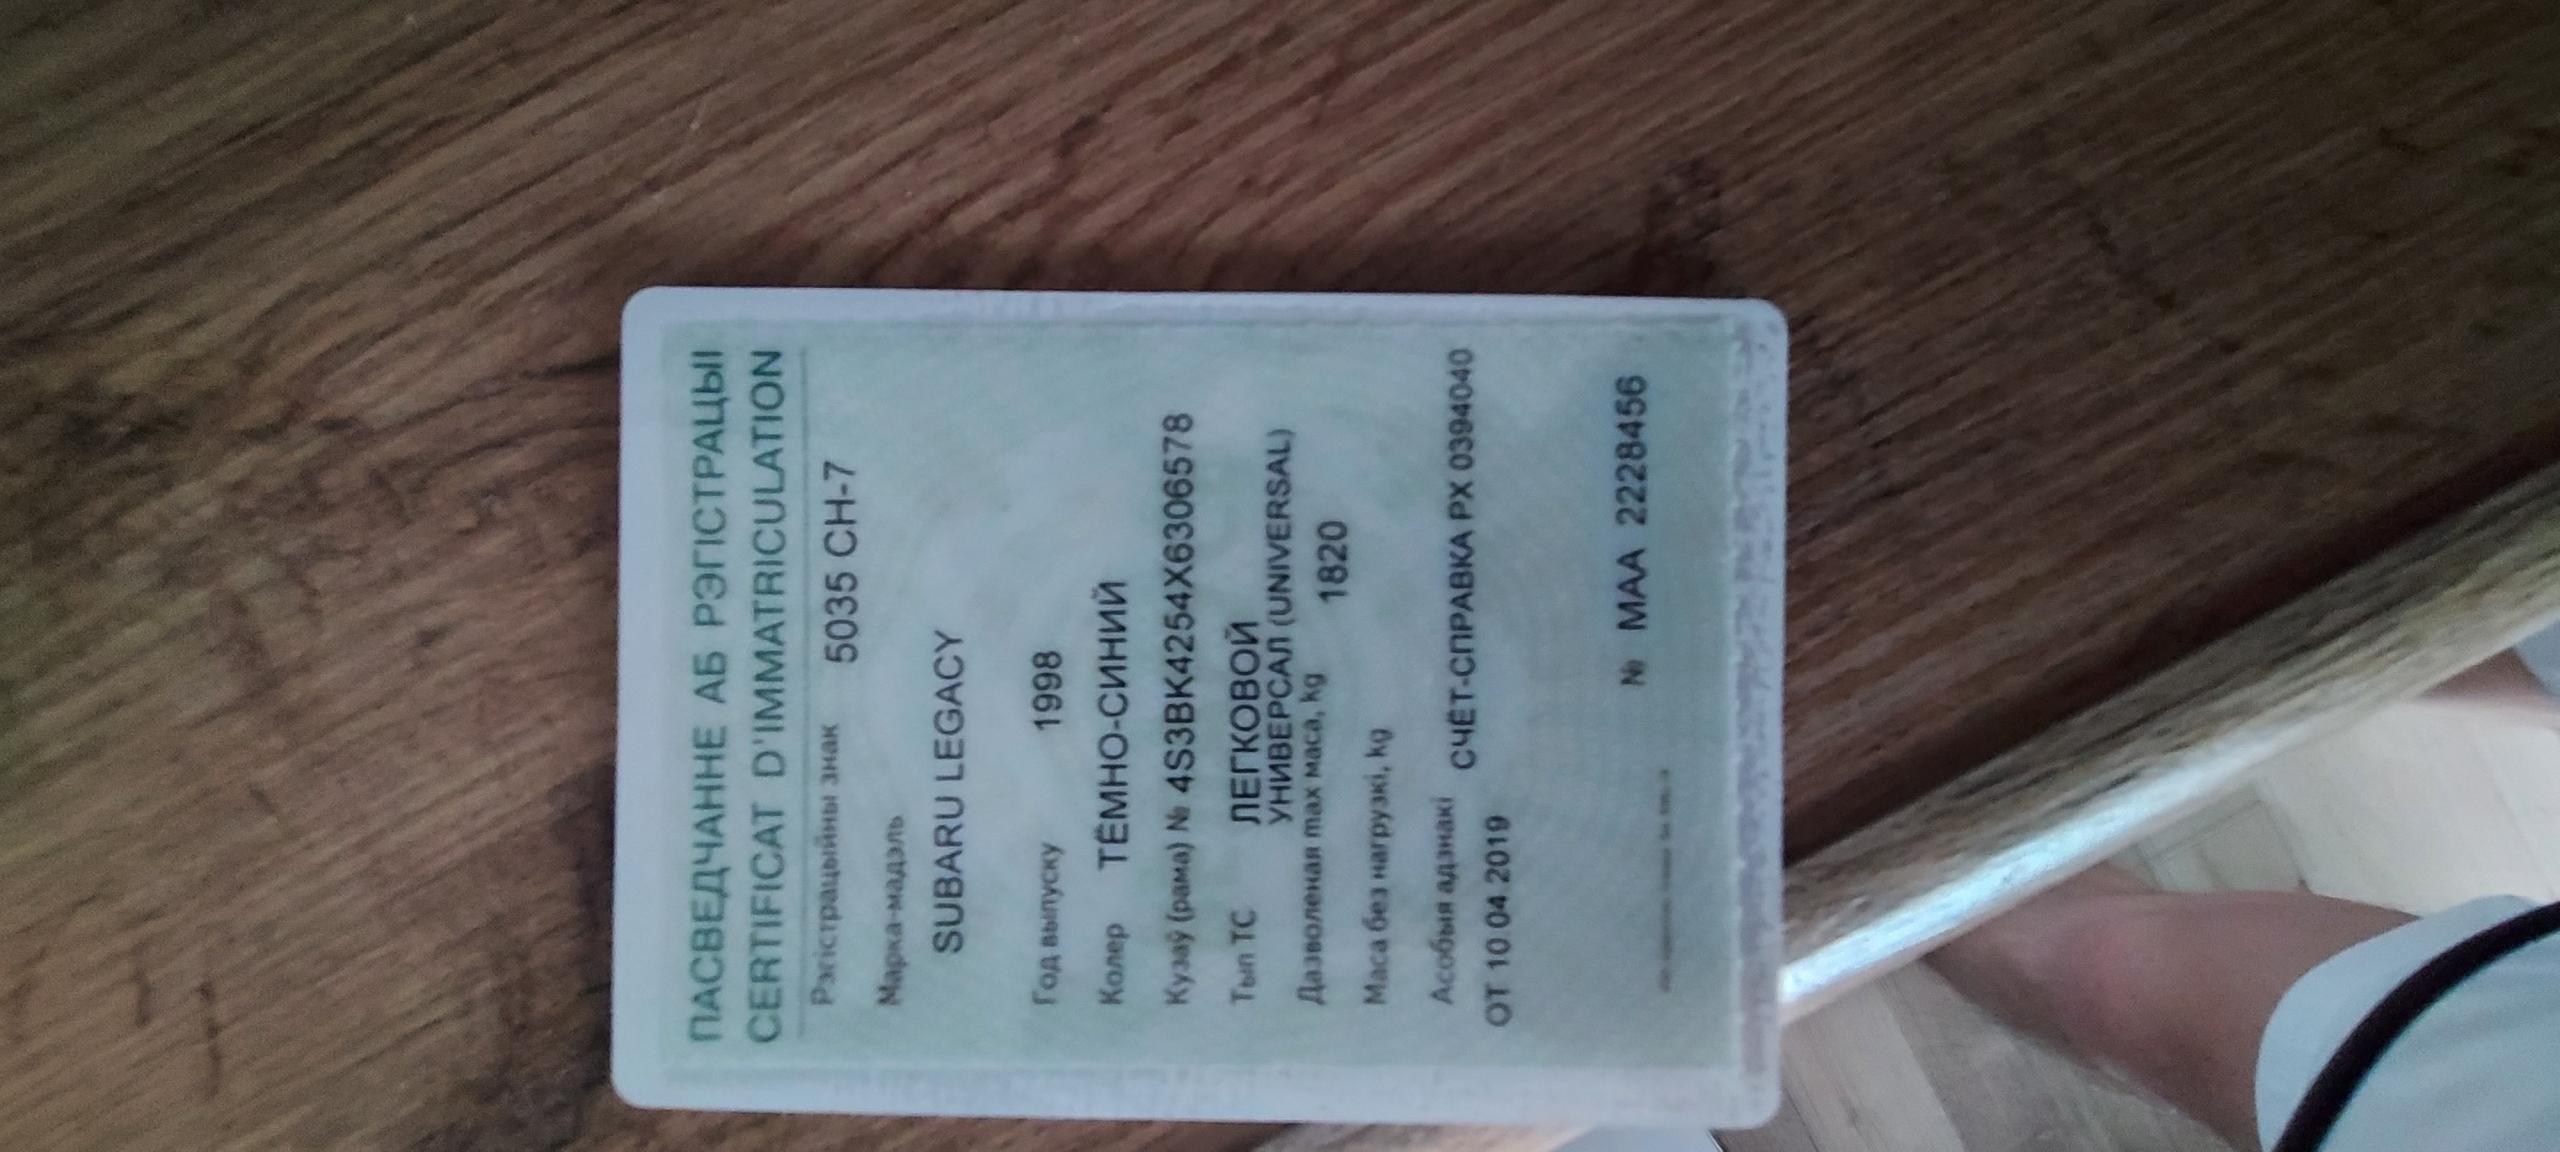 ПАСВЕДЧАННЕ АБ РЭГІСТРАЦЫІ
CERTIFICAT D'IMMATRICULATION
Рэгістрацыйны знак 5035 CH-7
Марка-мадэль
SUBARU LEGACY
Год выпуску 1998
Колер ТЁМНО-СИНИЙ
Кузаў (рама) № 4S3BK4254X6306578
Тып ТС ЛЕГКОВОЙ
УНИВЕРСАЛ (UNIVERSAL)
Дазволеная max маса, kg 1820
Маса без нагрузкі, kg
Асобыя адзнакі СЧЁТ-СПРАВКА РХ 0394040
ОТ 10 04 2019
№ МАА 2228456